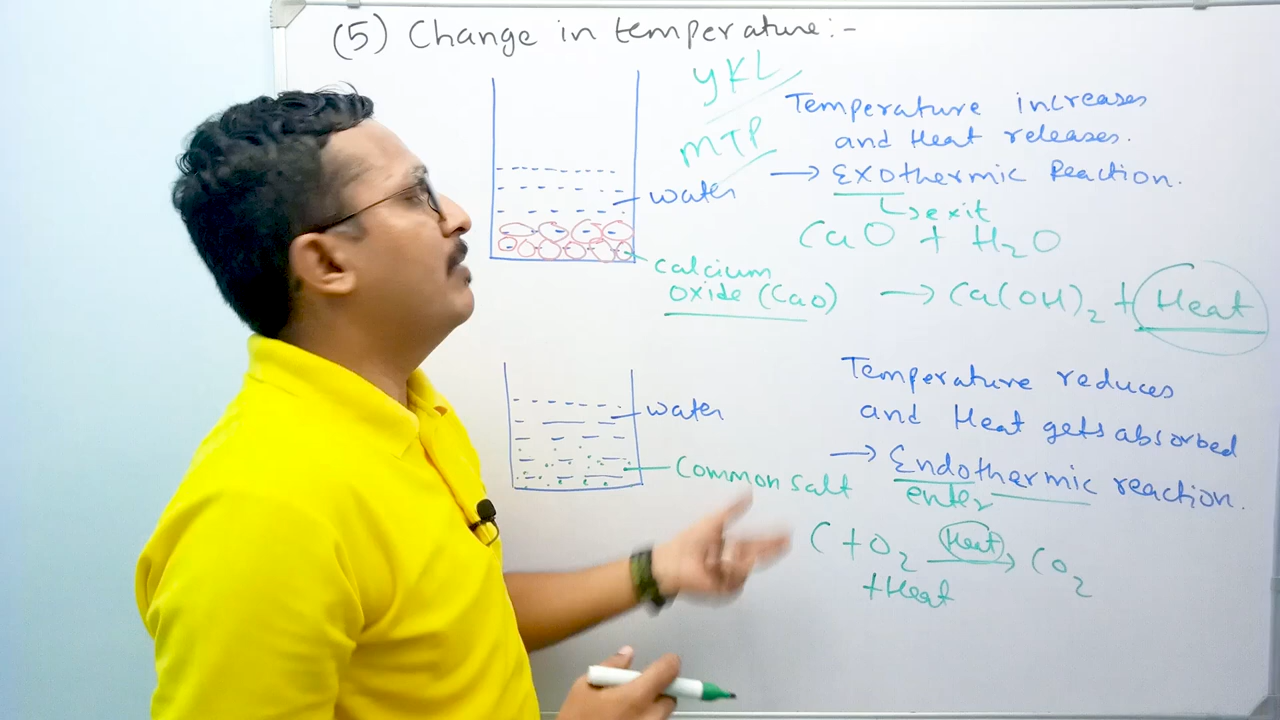 (5) Change in temperature:-
YKL
MTP
Temperature increases
and Heat releases.
→ Exothermic Reaction.
↳ exit
water
CaO + H₂O
calcium
oxide (CaO)
→ Ca(OH)₂ + Heat
Temperature reduces
and Heat gets absorbed
→ Endothermic reaction.
enter
water
Common salt
C + O₂ Heat → CO₂
+ Heat